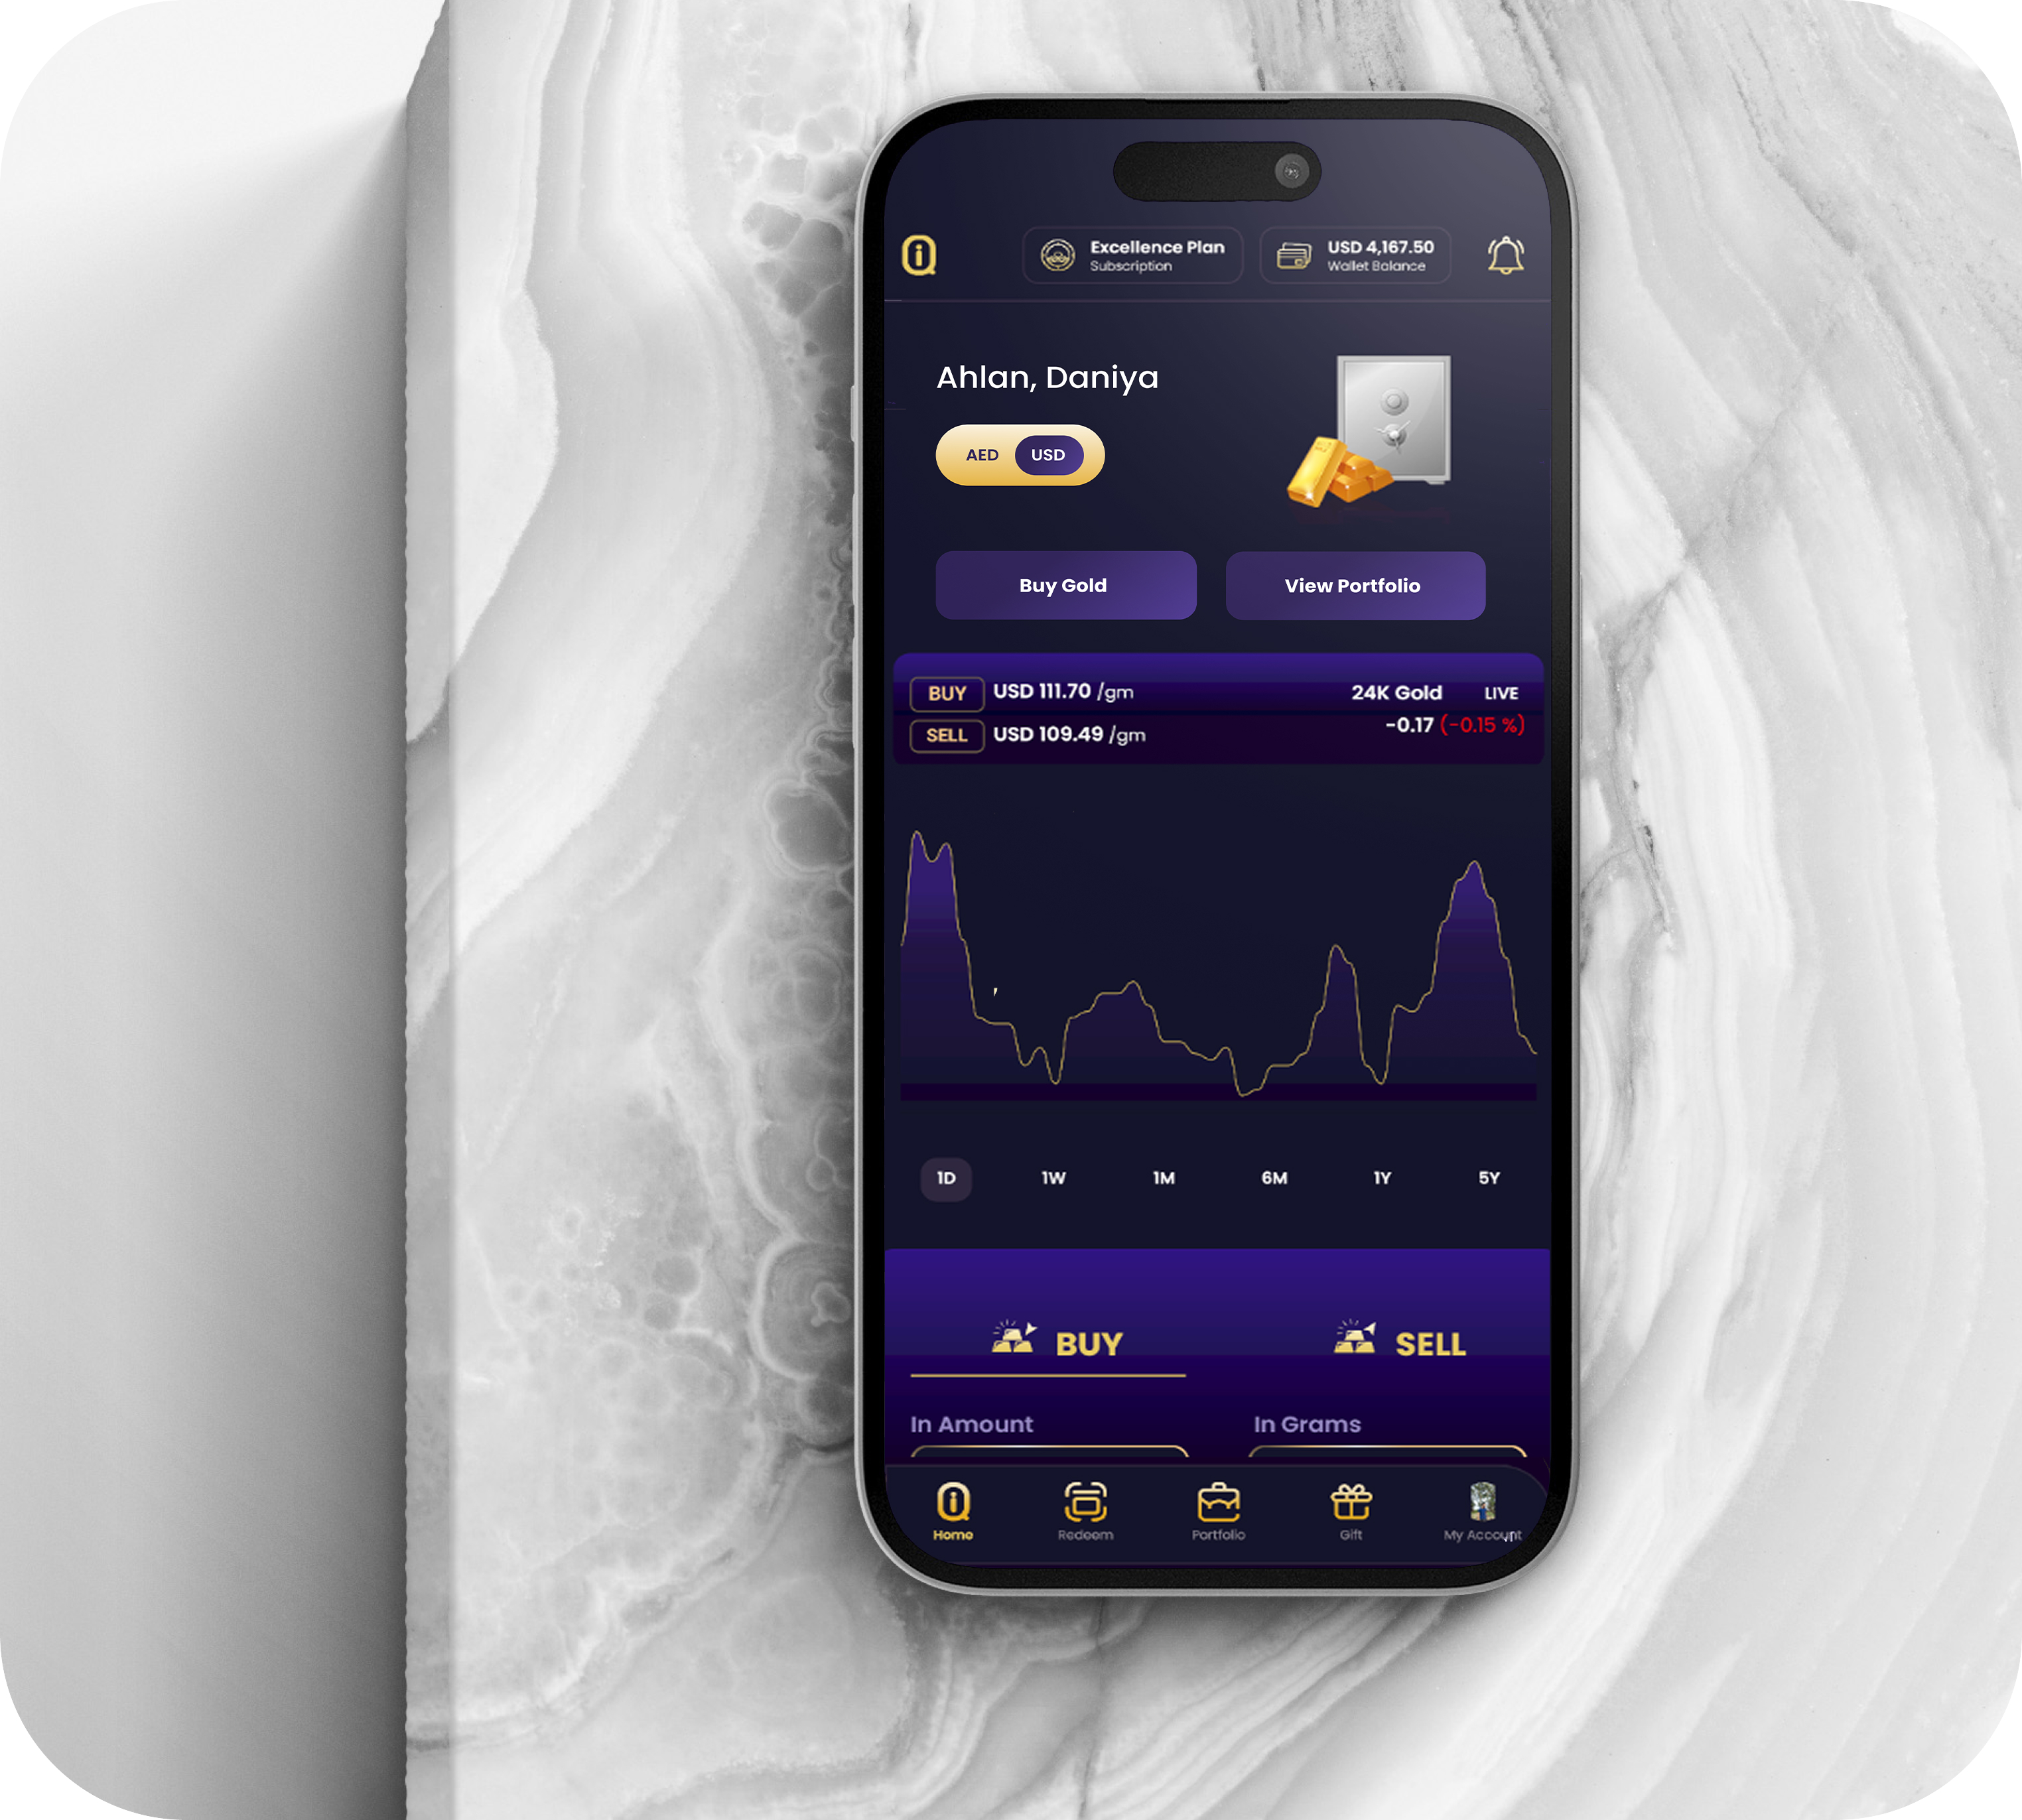 Excellence Plan
Subscription
USD 4,167.50
Wallet Balance
Ahlan, Daniya
AED USD
Buy Gold
View Portfolio
BUY USD 111.70 /gm
24K Gold LIVE
SELL USD 109.49 /gm
-0.17 (-0.15 %)
1D 1W 1M 6M 1Y 5Y
BUY
SELL
In Amount
In Grams
Home
Redeem
Portfolio
Gift
My Account